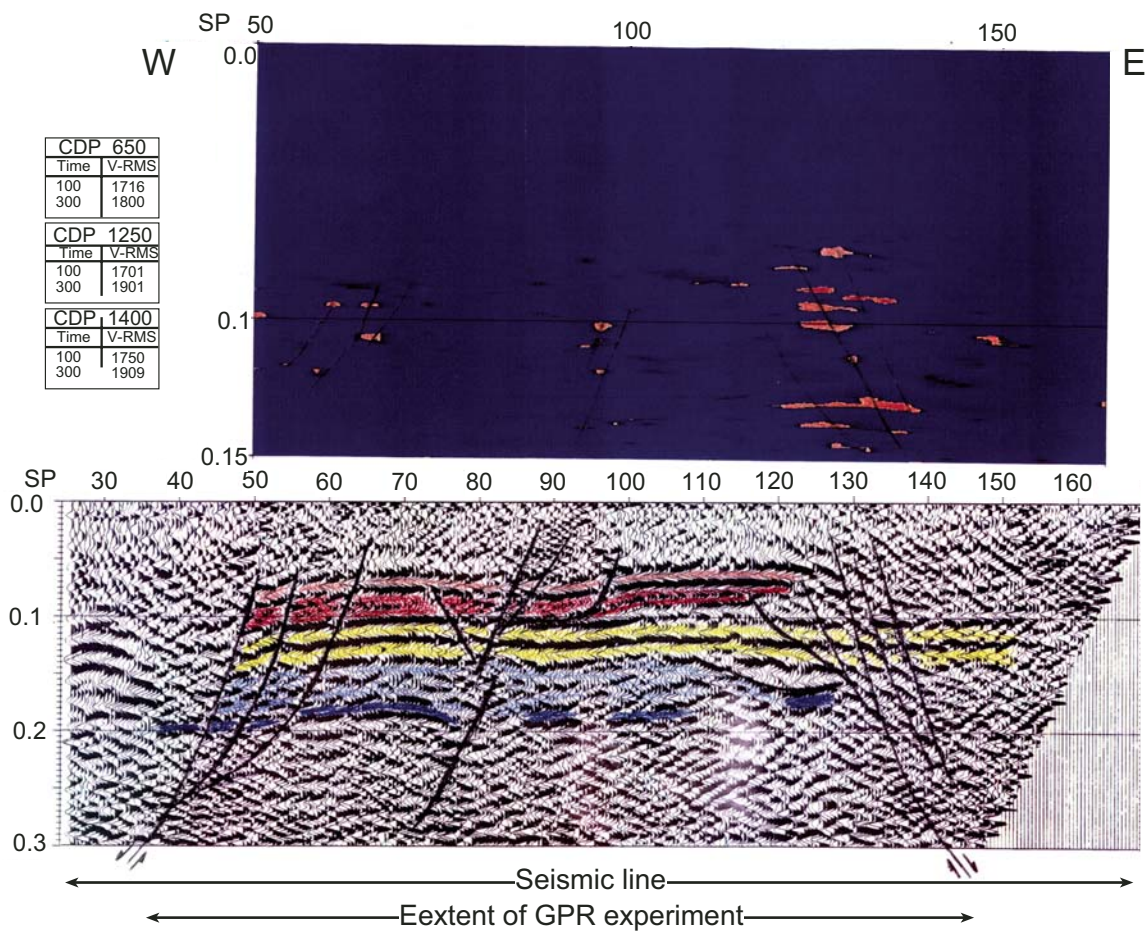 SP 50 100 150
W 0.0 E
CDP 650
Time V-RMS
100 1716
300 1800
CDP 1250
Time V-RMS
100 1701
300 1901
CDP 1400
Time V-RMS
100 1750
300 1909
0.1
0.15
SP 30 40 50 60 70 80 90 100 110 120 130 140 150 160
0.0
0.1
0.2
0.3
Seismic line
Eextent of GPR experiment